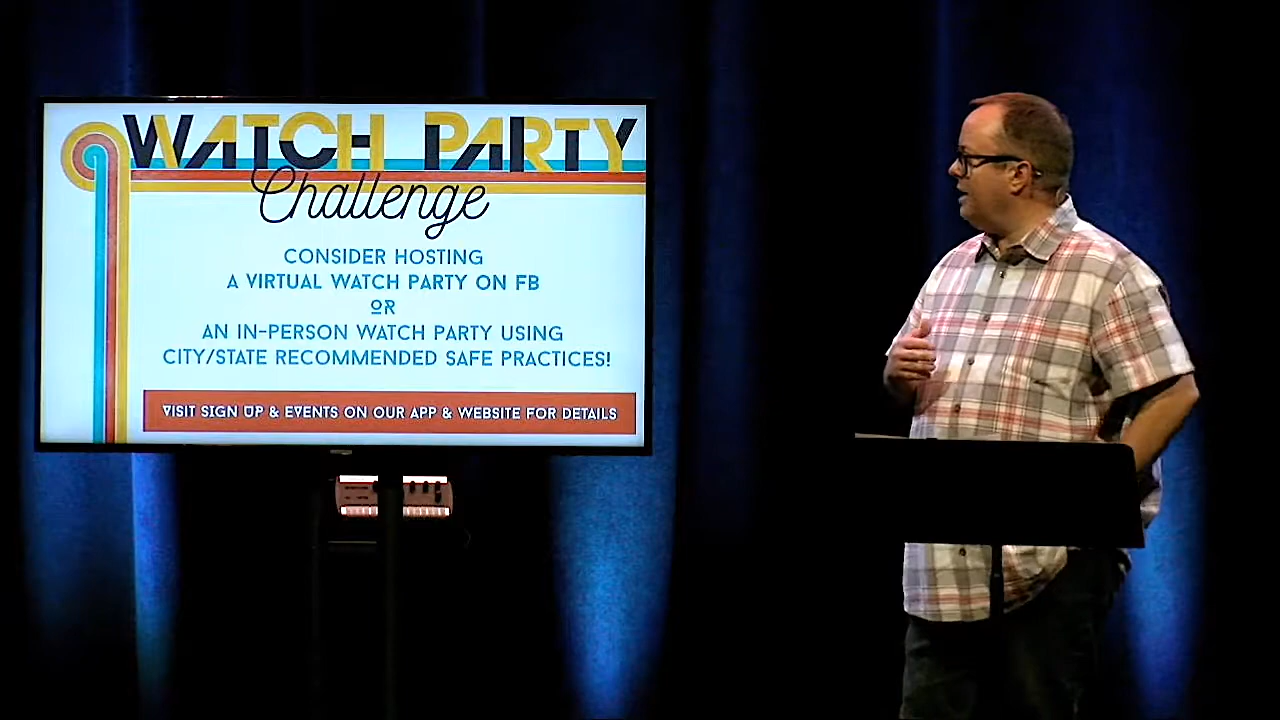 WATCH PARTY
Challenge
CONSIDER HOSTING
A VIRTUAL WATCH PARTY ON FB
OR
AN IN-PERSON WATCH PARTY USING
CITY/STATE RECOMMENDED SAFE PRACTICES!
VISIT SIGN UP & EVENTS ON OUR APP & WEBSITE FOR DETAILS